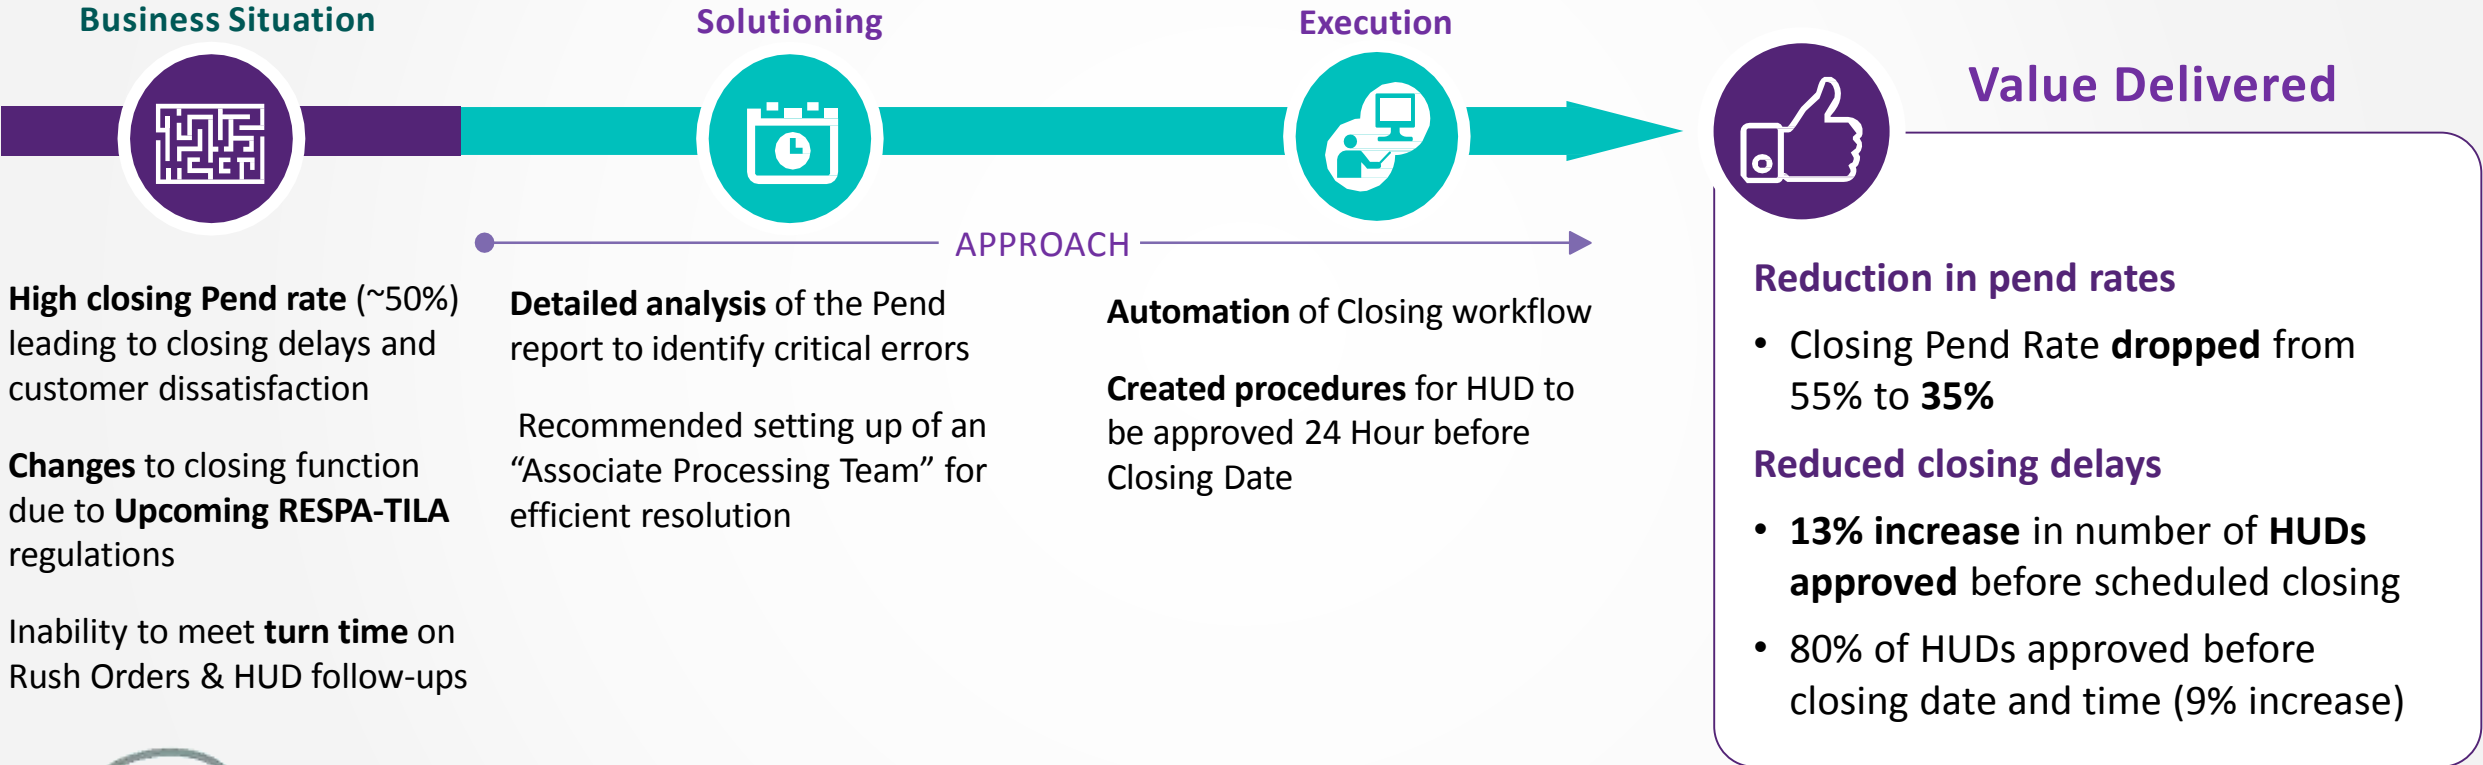 Business Situation
Solutioning
Execution
Value Delivered
APPROACH
High closing Pend rate (~50%)
leading to closing delays and
customer dissatisfaction
Changes to closing function
due to Upcoming RESPA-TILA
regulations
Inability to meet turn time on
Rush Orders & HUD follow-ups
Detailed analysis of the Pend
report to identify critical errors
Recommended setting up of an
“Associate Processing Team” for
efficient resolution
Automation of Closing workflow
Created procedures for HUD to
be approved 24 Hour before
Closing Date
Reduction in pend rates
• Closing Pend Rate dropped from
55% to 35%
Reduced closing delays
• 13% increase in number of HUDs
approved before scheduled closing
• 80% of HUDs approved before
closing date and time (9% increase)